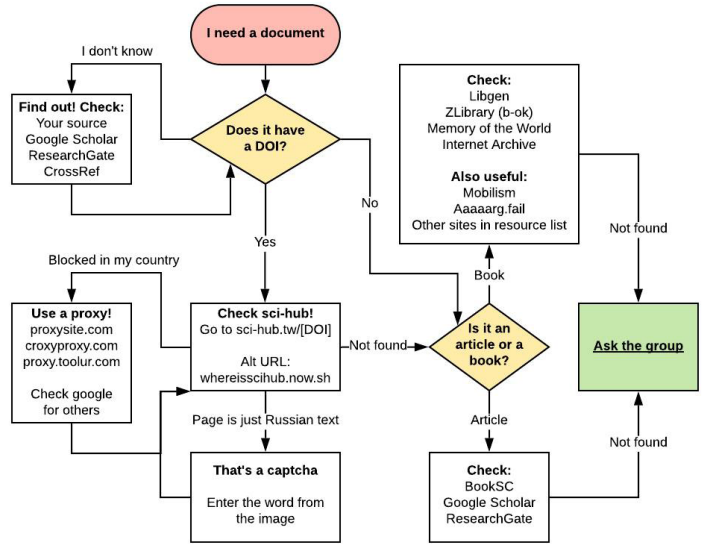 I need a document
I don't know
Find out! Check:
Your source
Google Scholar
ResearchGate
CrossRef
Does it have
a DOI?
Check:
Libgen
ZLibrary (b-ok)
Memory of the World
Internet Archive
Also useful:
Mobilism
Aaaaarg.fail
Other sites in resource list
No
Yes
Not found
Blocked in my country
Book
Use a proxy!
proxysite.com
croxyproxy.com
proxy.toolur.com
Check google
for others
Check sci-hub!
Go to sci-hub.tw/[DOI]
Alt URL:
whereisscihub.now.sh
Not found
Is it an
article or a
book?
Ask the group
Page is just Russian text
Article
Not found
That's a captcha
Enter the word from
the image
Check:
BookSC
Google Scholar
ResearchGate